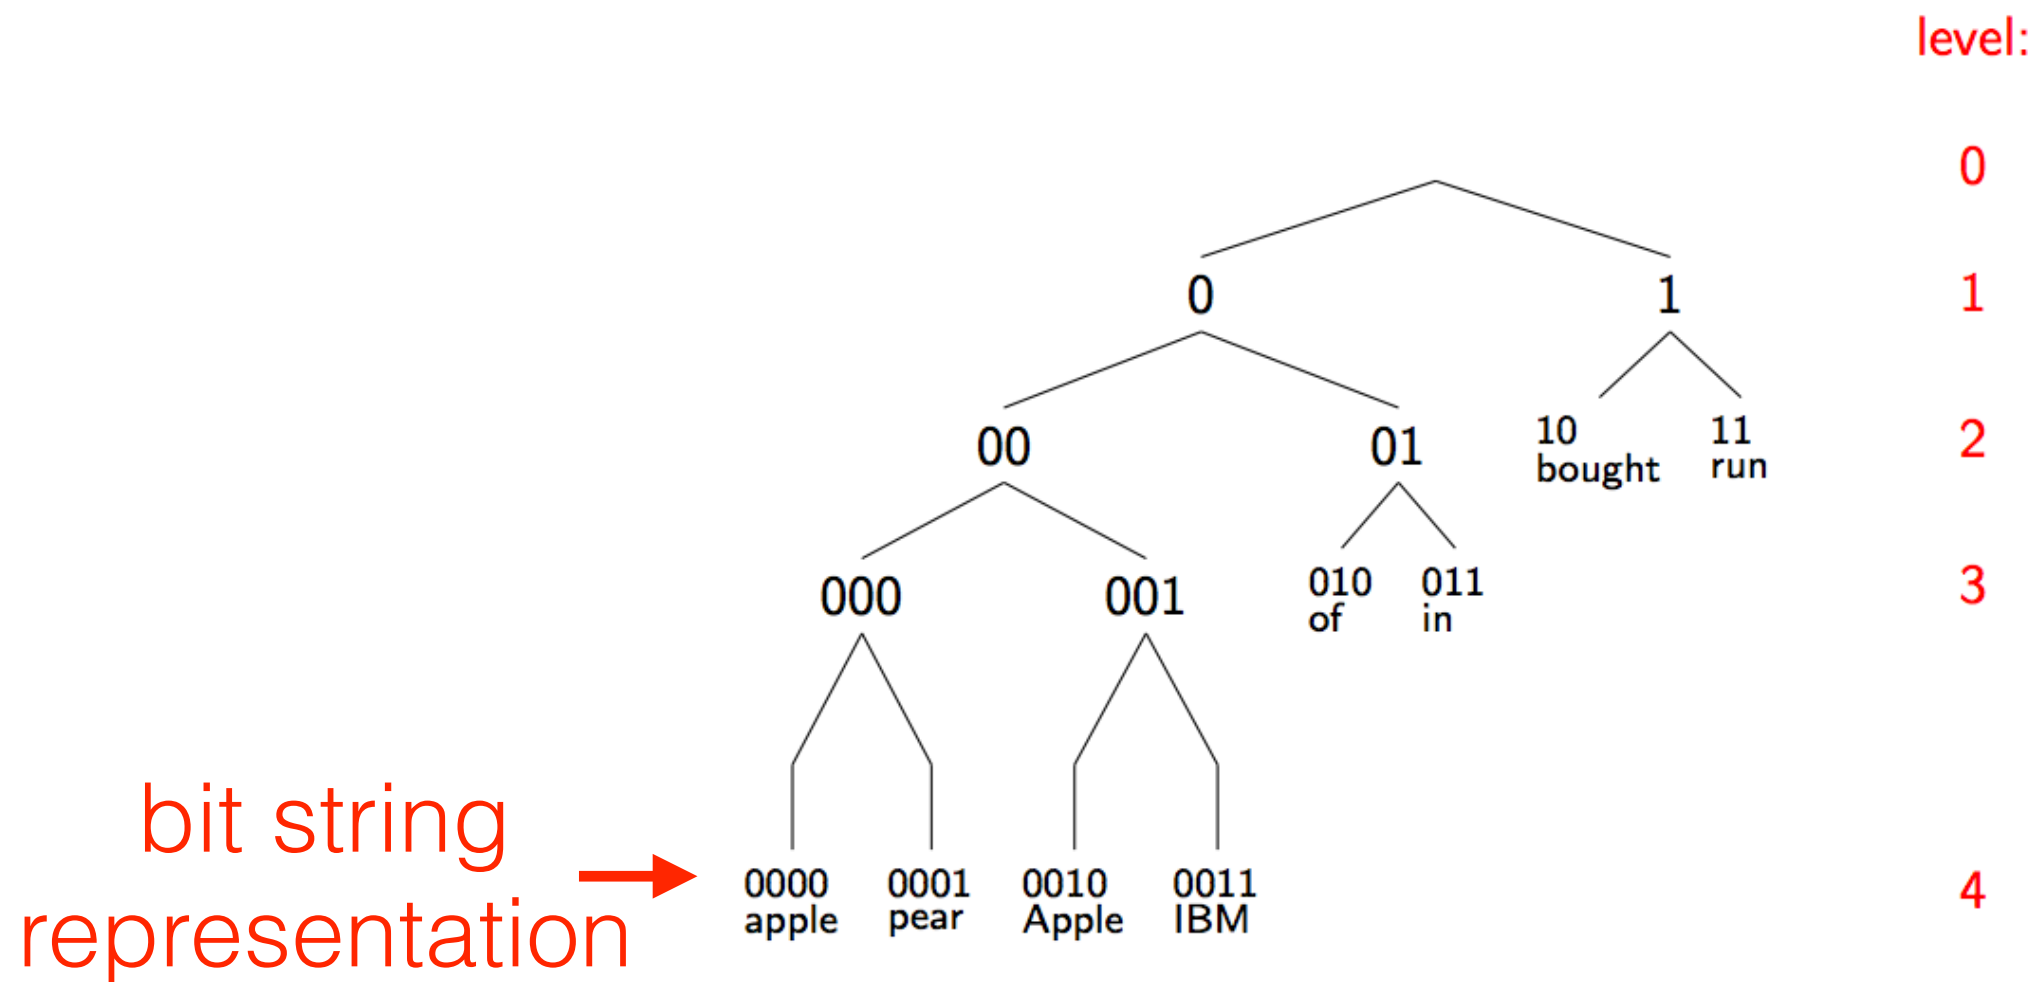 level:
0
0 1 1
00 01 10 11 2
bought run
000 001 010 011 3
of in
bit string
representation
0000 0001 0010 0011 4
apple pear Apple IBM